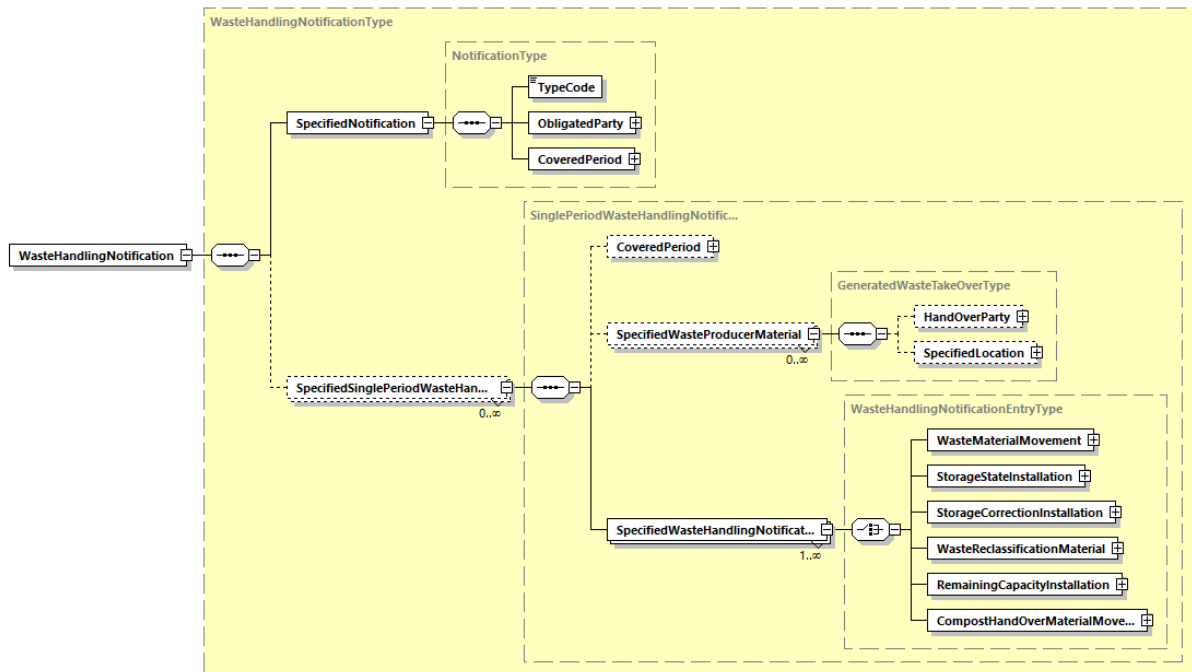 WasteHandlingNotificationType
NotificationType
TypeCode
SpecifiedNotification
ObligatedParty
CoveredPeriod
SinglePeriodWasteHandlingNotific...
WasteHandlingNotification
CoveredPeriod
GeneratedWasteTakeOverType
HandOverParty
SpecifiedWasteProducerMaterial
0..∞
SpecifiedLocation
SpecifiedSinglePeriodWasteHan...
0..∞
WasteHandlingNotificationEntryType
WasteMaterialMovement
StorageStateInstallation
StorageCorrectionInstallation
SpecifiedWasteHandlingNotificat...
1..∞
WasteReclassificationMaterial
RemainingCapacityInstallation
CompostHandOverMaterialMove...